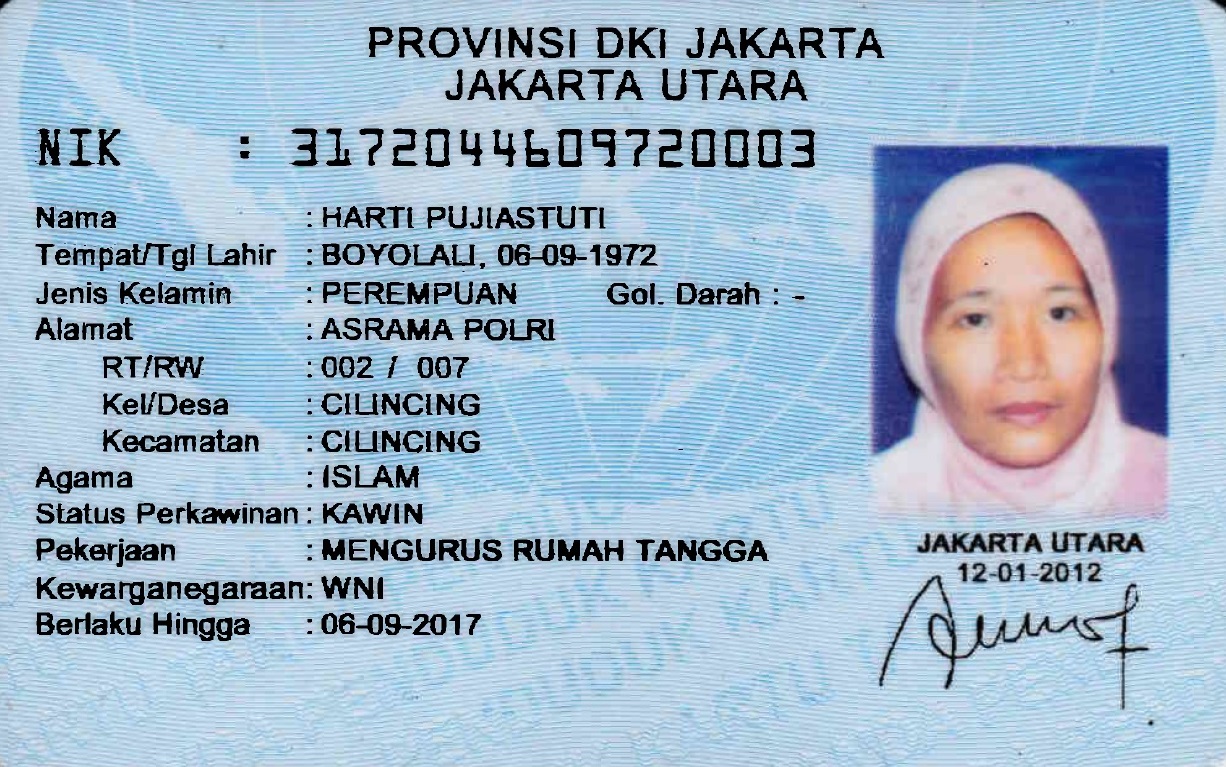 PROVINSI DKI JAKARTA
JAKARTA UTARA
NIK : 3172044609720003
Nama : HARTI PUJIASTUTI
Tempat/Tgl Lahir : BOYOLALI, 06-09-1972
Jenis Kelamin : PEREMPUAN Gol. Darah : -
Alamat : ASRAMA POLRI
RT/RW : 002 / 007
Kel/Desa : CILINCING
Kecamatan : CILINCING
Agama : ISLAM
Status Perkawinan : KAWIN
Pekerjaan : MENGURUS RUMAH TANGGA
Kewarganegaraan : WNI
Berlaku Hingga : 06-09-2017
JAKARTA UTARA
12-01-2012